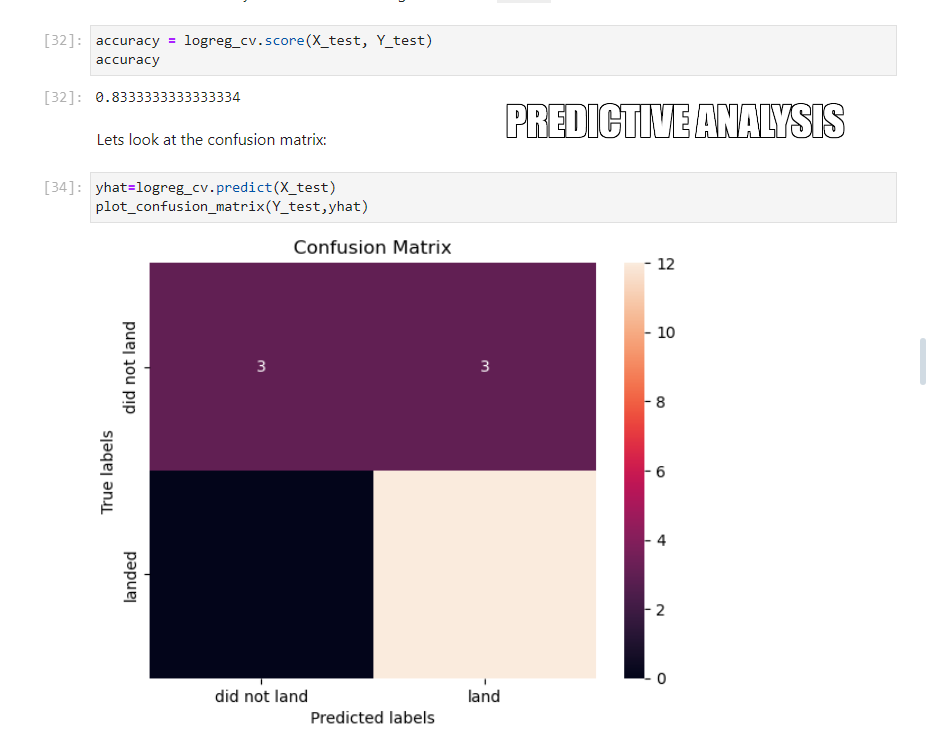 [32]: accuracy = logreg_cv.score(X_test, Y_test)
accuracy
[32]: 0.8333333333333334
PREDICTIVE ANALYSIS
Lets look at the confusion matrix:
[34]: yhat=logreg_cv.predict(X_test)
plot_confusion_matrix(Y_test,yhat)
Confusion Matrix
12
10
8
6
4
2
0
did not land
3 3
True labels
landed
did not land land
Predicted labels